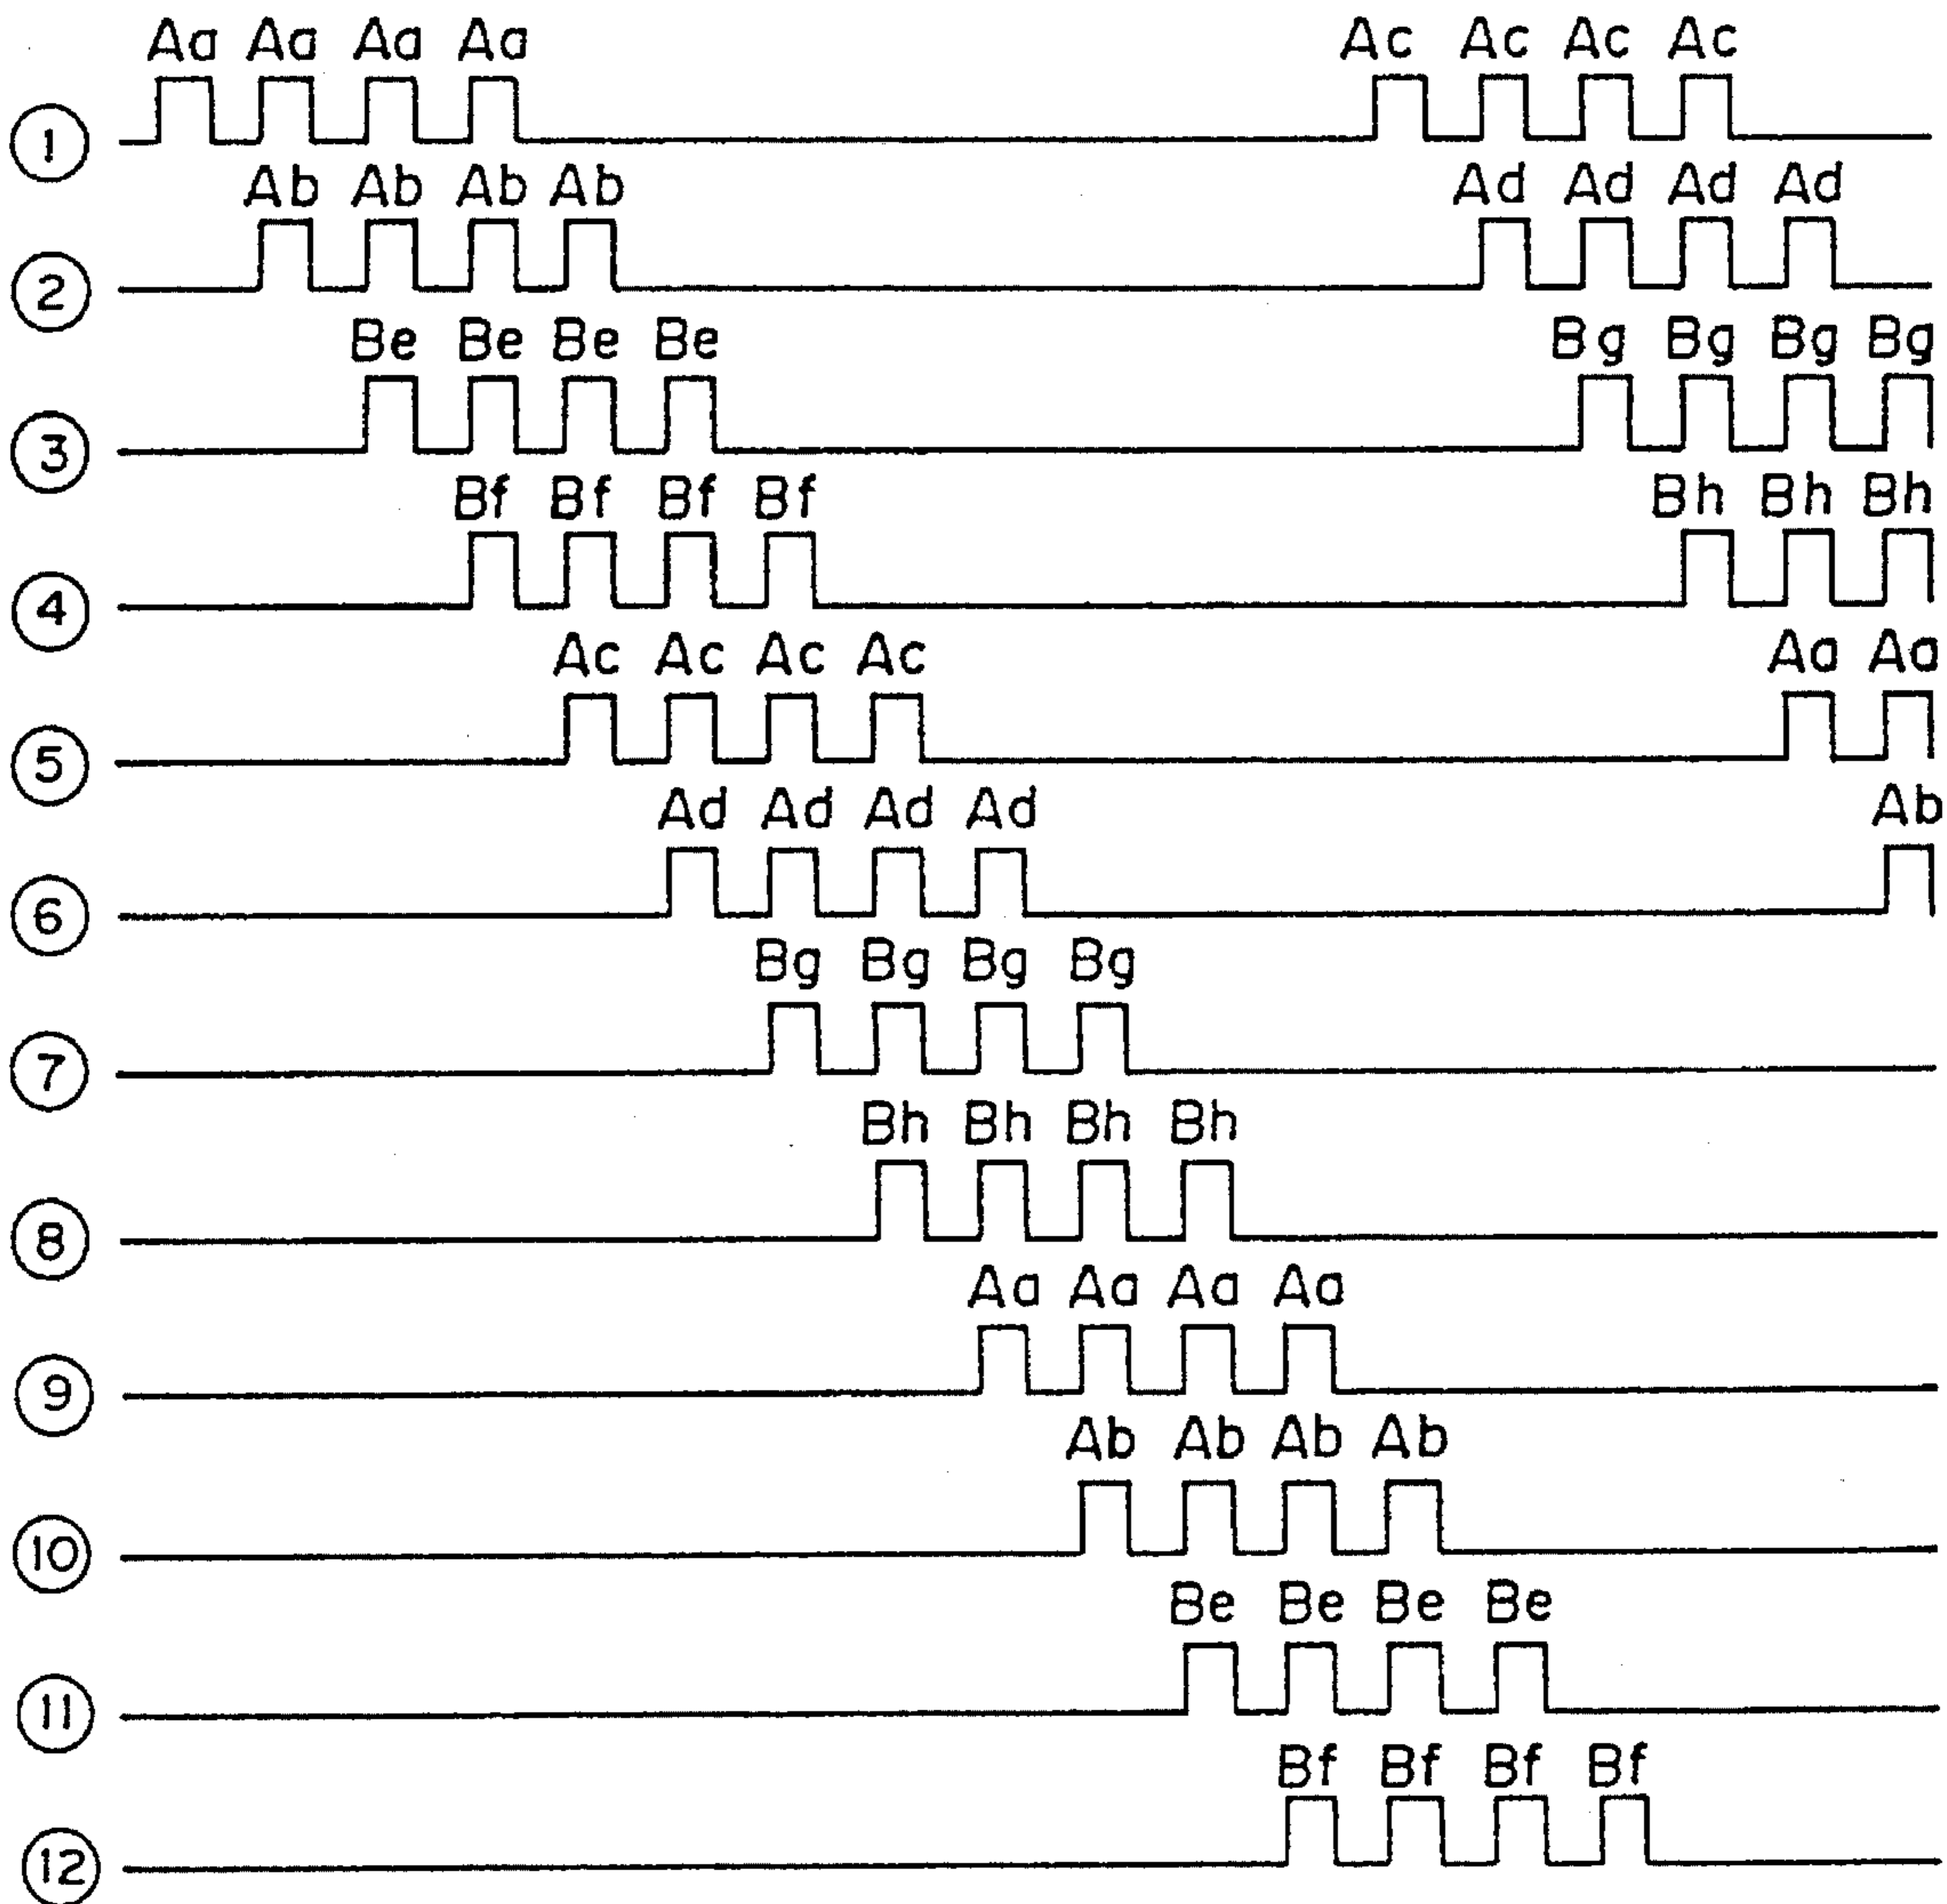 Aa Aa Aa Aa Ac Ac Ac Ac
1
Ab Ab Ab Ab Ad Ad Ad Ad
2
Be Be Be Be Bg Bg Bg Bg
3
Bf Bf Bf Bf Bh Bh Bh
4
Ac Ac Ac Ac Aa Aa
5
Ad Ad Ad Ad Ab
6
Bg Bg Bg Bg
7
Bh Bh Bh Bh
8
Aa Aa Aa Aa
9
Ab Ab Ab Ab
10
Be Be Be Be
11
Bf Bf Bf Bf
12